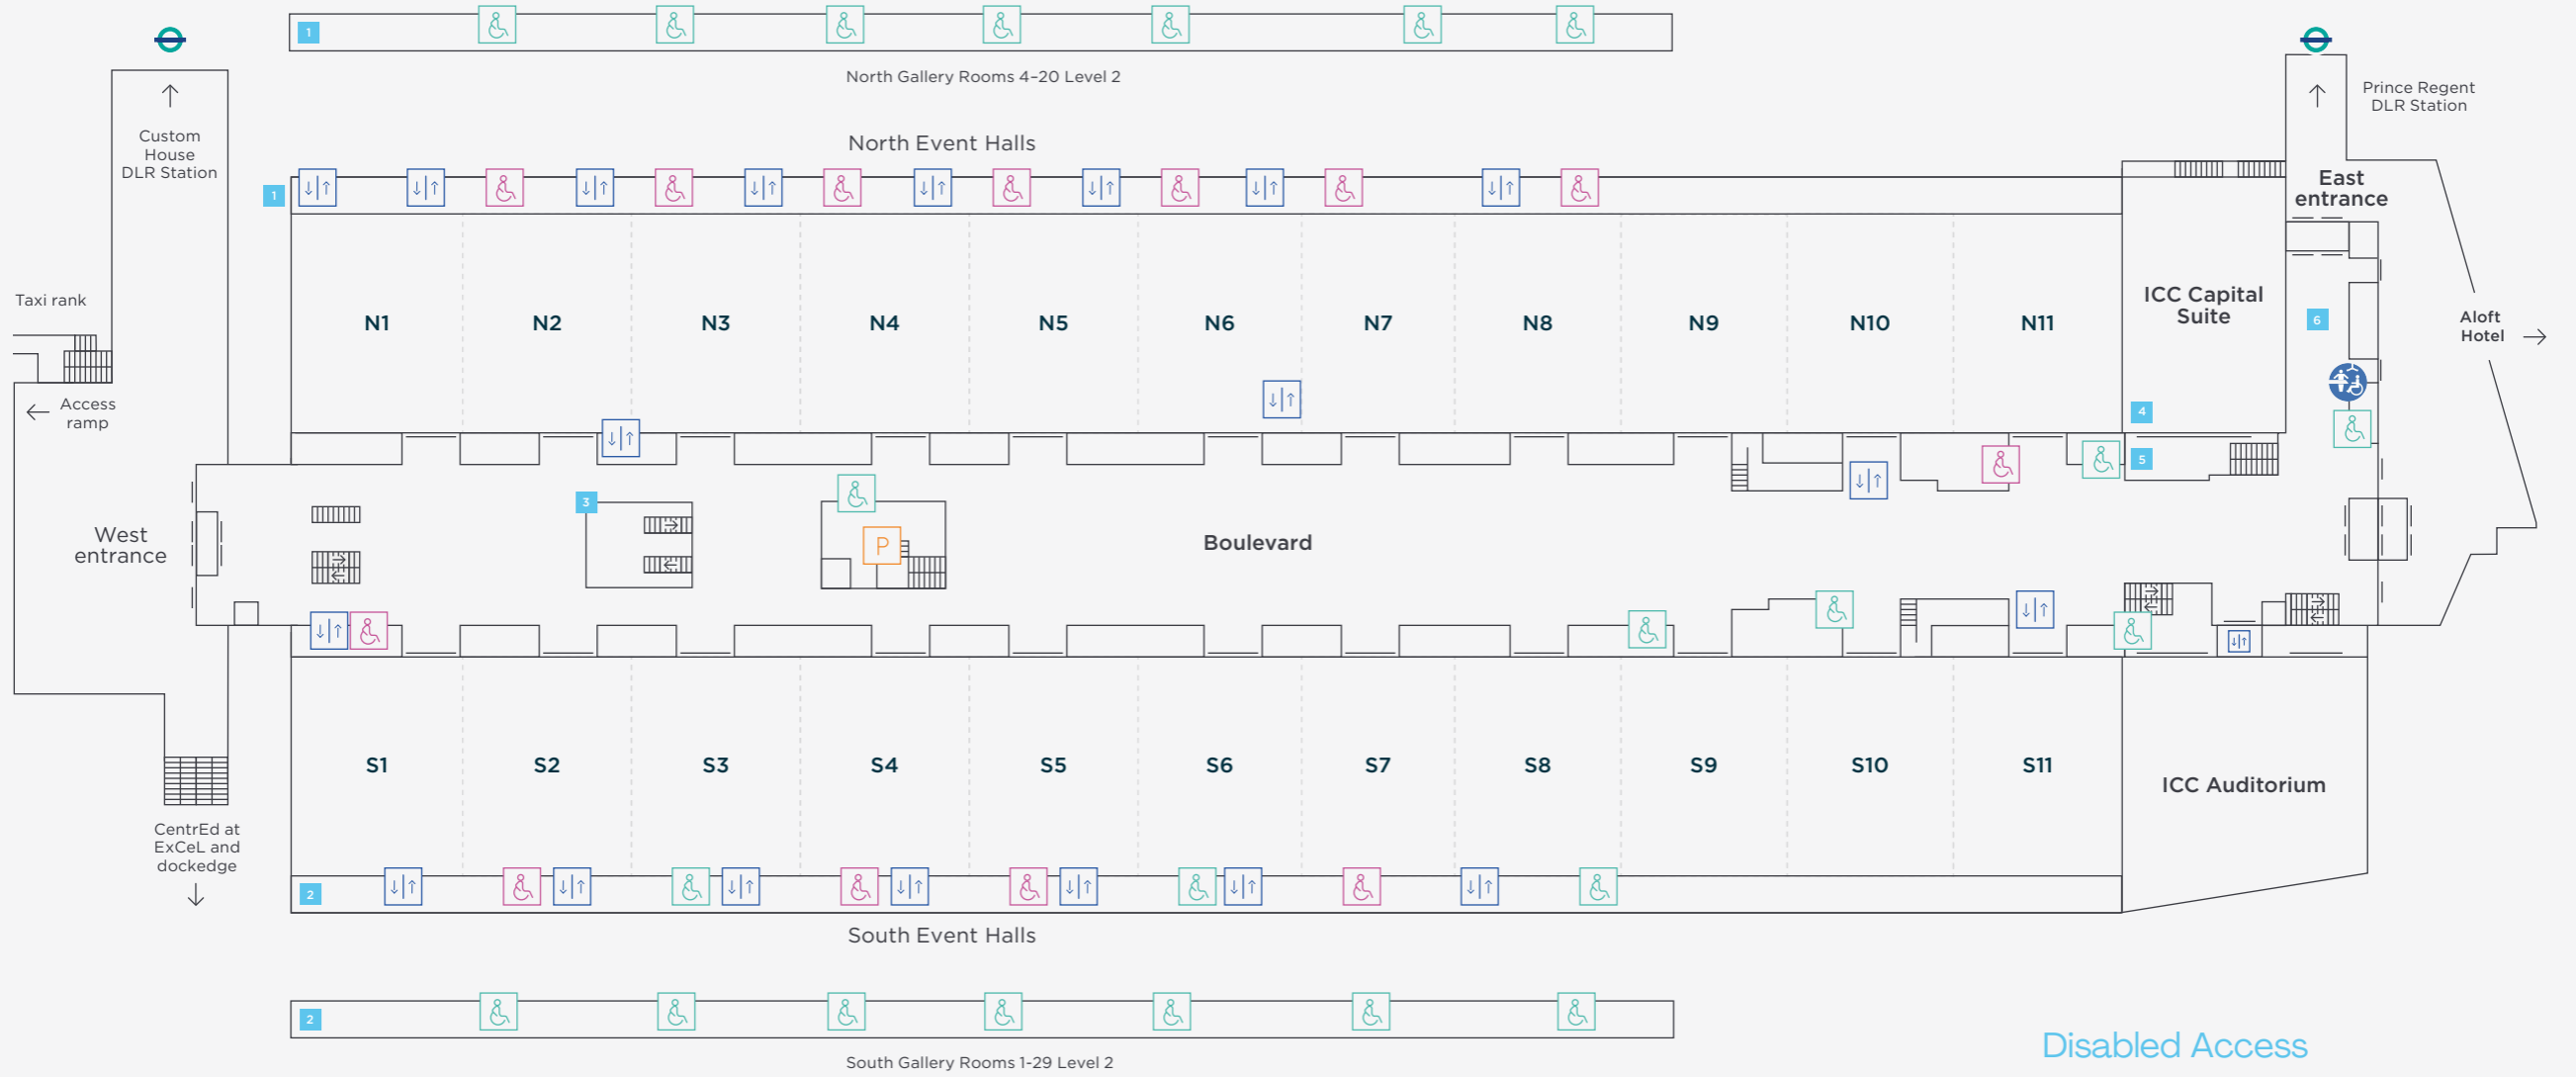 1
North Gallery Rooms 4–20 Level 2
Prince Regent
DLR Station
Custom
House
DLR Station
North Event Halls
1
East
entrance
Taxi rank
N1
N2
N3
N4
N5
N6
N7
N8
N9
N10
N11
ICC Capital
Suite
6
Aloft
Hotel
Access
ramp
4
5
3
West
entrance
P
Boulevard
S1
S2
S3
S4
S5
S6
S7
S8
S9
S10
S11
ICC Auditorium
CentrEd at
ExCeL and
dockedge
2
South Event Halls
2
South Gallery Rooms 1-29 Level 2
Disabled Access